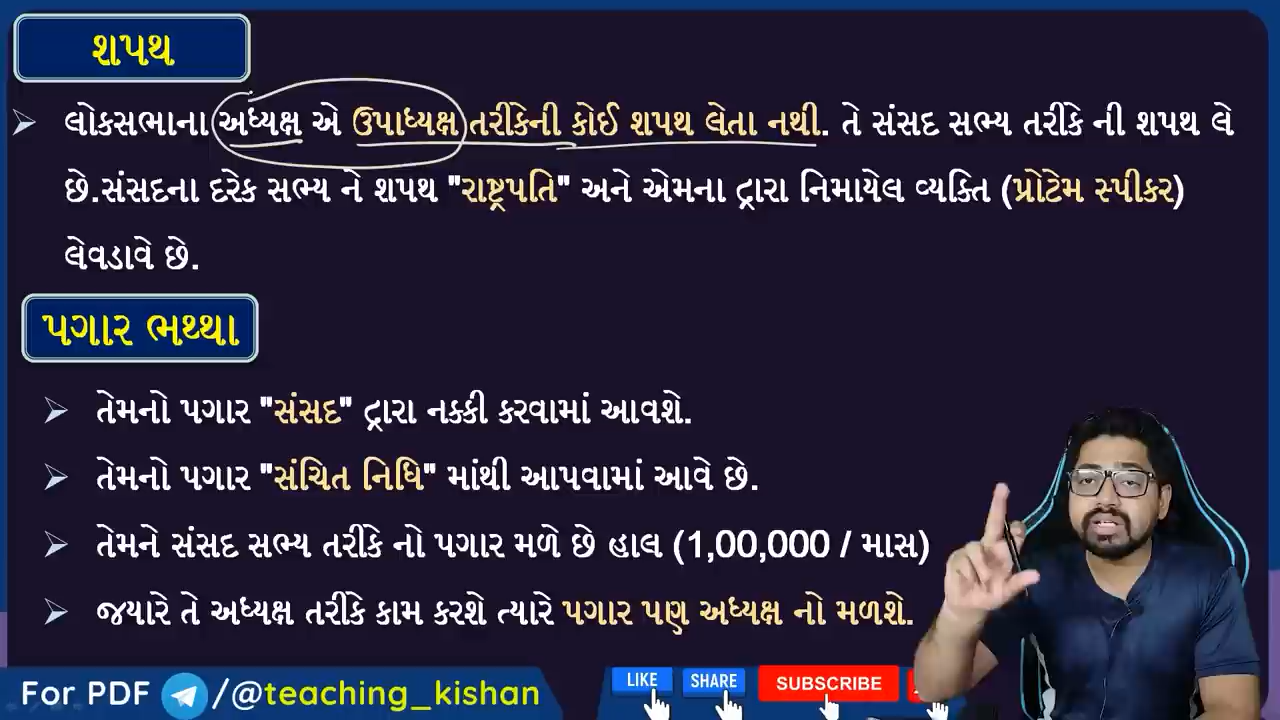 શપથ
લોકસભાના અધ્યક્ષ એ ઉપાધ્યક્ષ તરીકેની કોઈ શપથ લેતા નથી. તે સંસદ સભ્ય તરીકે ની શપથ લે
છે.સંસદના દરેક સભ્ય ને શપથ "રાષ્ટ્રપતિ" અને એમના દ્વારા નિમાયેલ વ્યક્તિ (પ્રોટેમ સ્પીકર)
લેવડાવે છે.
પગાર ભથ્થા
તેમનો પગાર "સંસદ" દ્વારા નક્કી કરવામાં આવશે.
તેમનો પગાર "સંચિત નિધિ" માંથી આપવામાં આવે છે.
તેમને સંસદ સભ્ય તરીકે નો પગાર મળે છે હાલ (1,00,000 / માસ)
જયારે તે અધ્યક્ષ તરીકે કામ કરશે ત્યારે પગાર પણ અધ્યક્ષ નો મળશે.
For PDF /@teaching_kishan
LIKE SHARE SUBSCRIBE